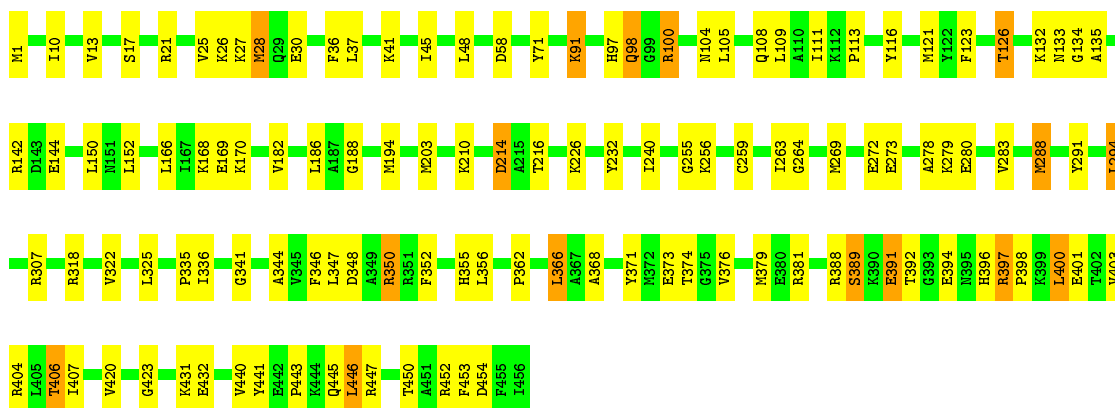 M1 I10 V13 S17 R21 V25 K26 K27 M28 Q29 E30 F36 L37 K41 I45 L48 D58 Y71 K91 H97 Q98 G99 R100 N104 L105 Q108 L109 A110 I111 K112 P113 Y116 M121 Y122 F123 T126 K132 N133 G134 A135
R142 D143 E144 L150 N151 L152 L166 I167 K168 E169 K170 V182 L186 A187 G188 M194 M203 K210 D214 A215 T216 K226 Y232 I240 G255 K256 C259 I263 G264 M269 E272 E273 A278 K279 E280 V283 M288 Y291 L294
R307 R318 V322 L325 P335 I336 G341 A344 V345 F346 L347 D348 A349 R350 R351 F352 H355 L356 P362 L366 A367 A368 Y371 M372 E373 T374 G375 V376 M379 E380 R381 R388 S389 K390 E391 T392 G393 E394 N395 H396 R397 P398 K399 L400 E401 T402 V403
R404 L405 T406 I407 V420 G423 K431 E432 V440 Y441 E442 P443 K444 Q445 L446 R447 T450 A451 R452 F453 D454 F455 I456